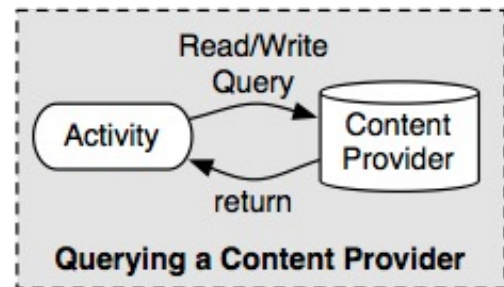 Read/Write
Query
Activity
Content
Provider
return
Querying a Content Provider